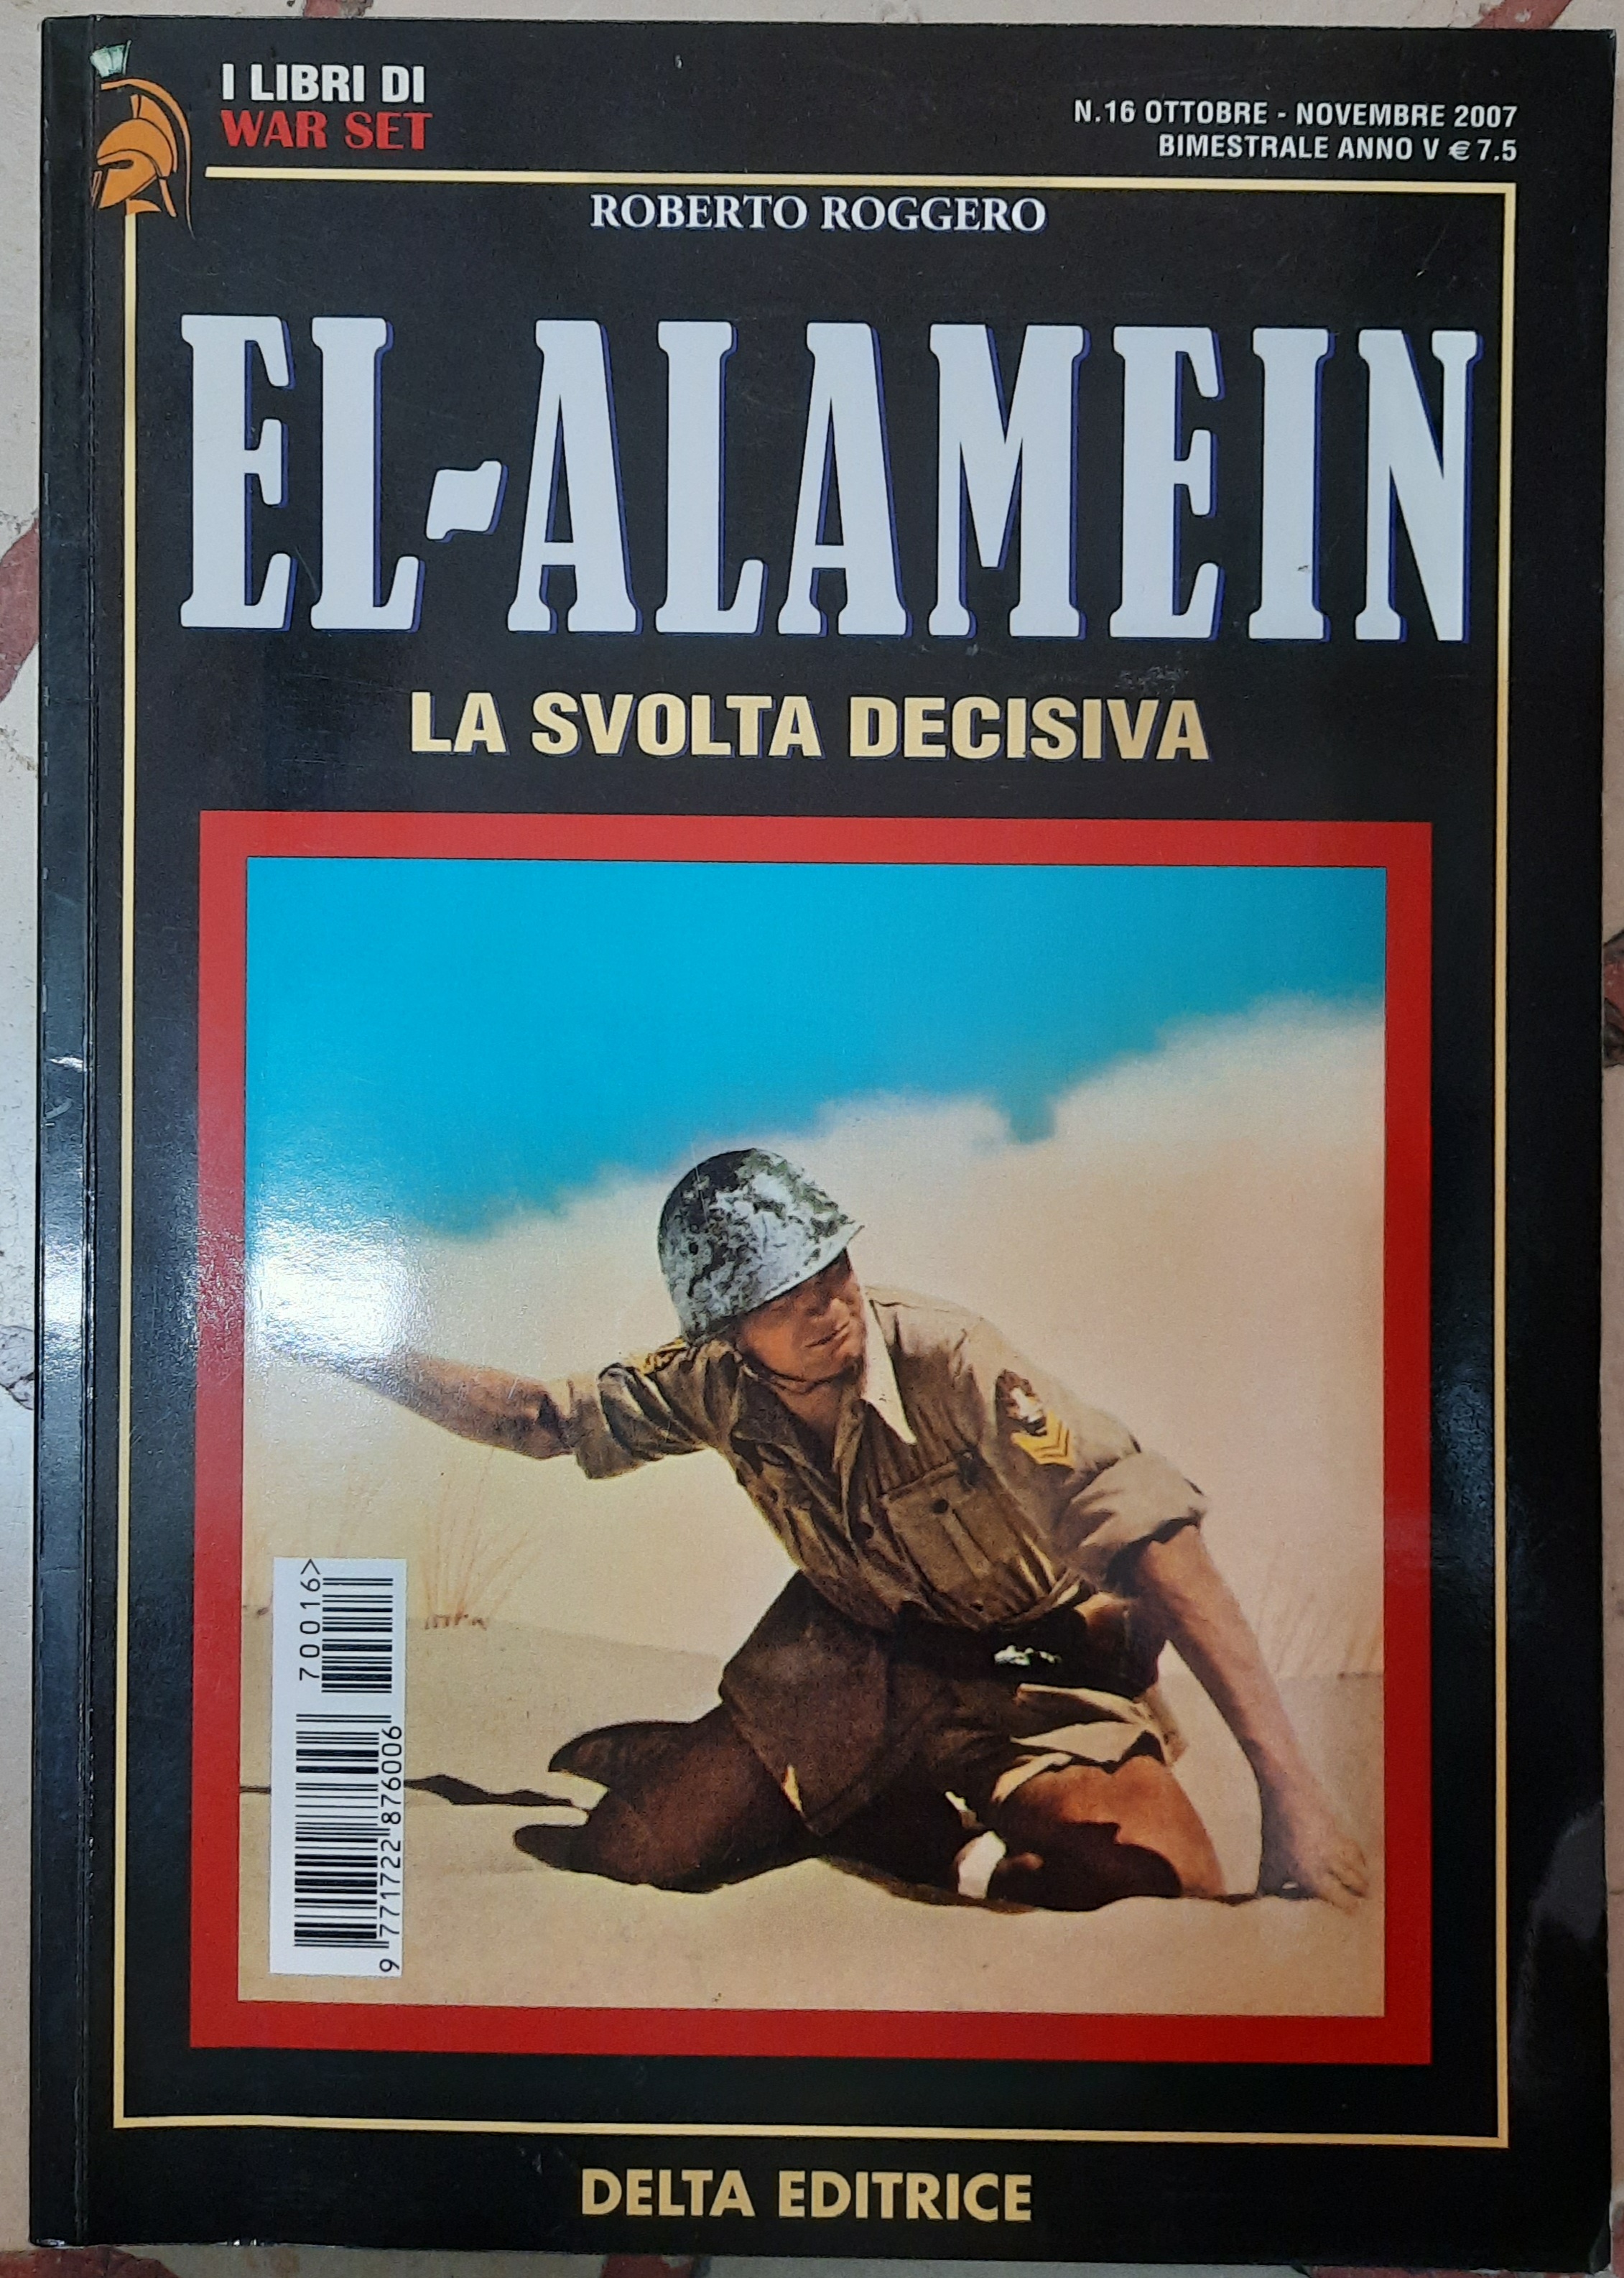 I LIBRI DI
WAR SET
N.16 OTTOBRE - NOVEMBRE 2007
BIMESTRALE ANNO V € 7.5
ROBERTO ROGGERO
EL-ALAMEIN
LA SVOLTA DECISIVA
70016>
9 771722 876006
DELTA EDITRICE